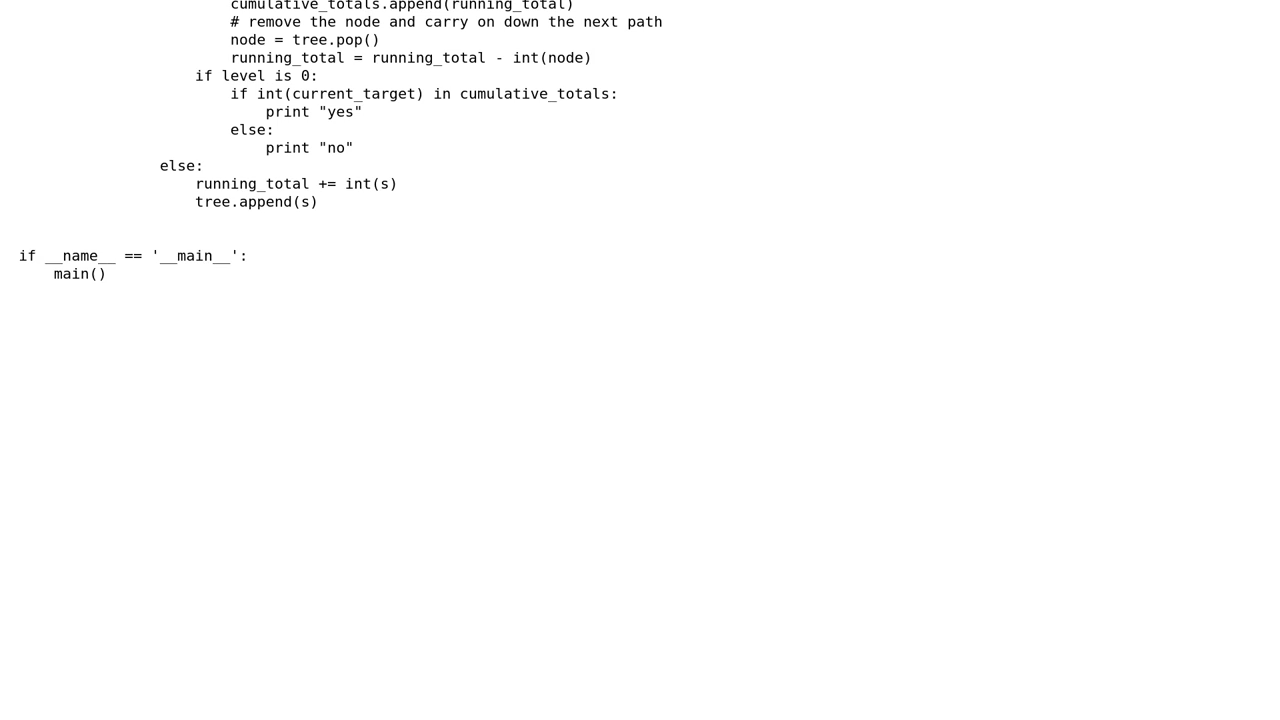 cumulative_totals.append(running_total)
# remove the node and carry on down the next path
node = tree.pop()
running_total = running_total - int(node)
if level is 0:
if int(current_target) in cumulative_totals:
print "yes"
else:
print "no"
else:
running_total += int(s)
tree.append(s)
if __name__ == '__main__':
main()